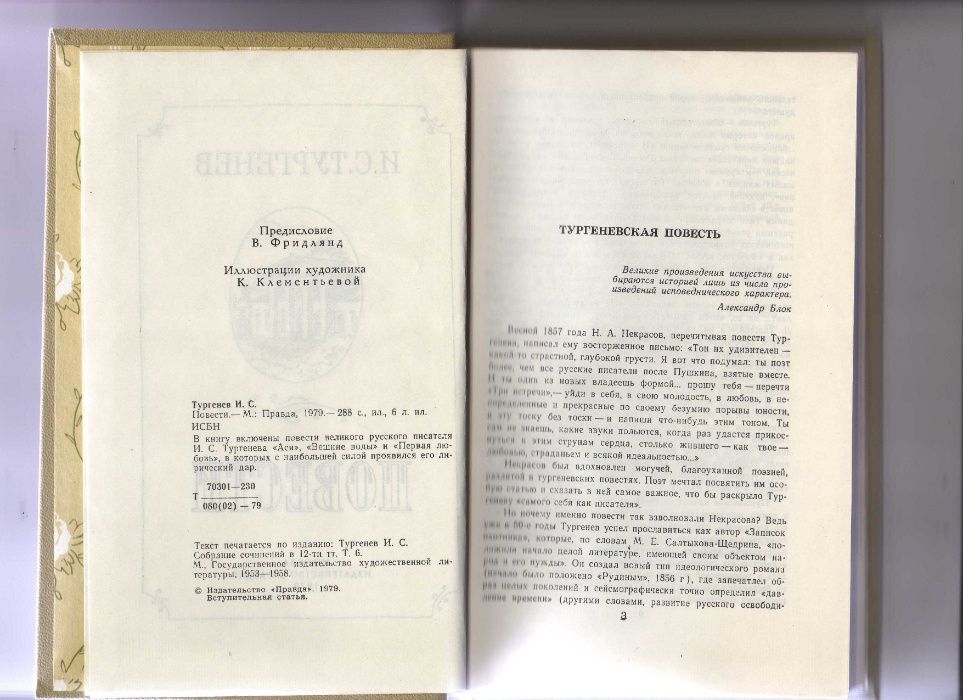 Предисловие
В. Фридлянд
Иллюстрации художника
К. Клементьевой
Тургенев И. С.
Повести.— М.: Правда, 1979.— 288 с., ил., 6 л. ил.
ИСБН
В книгу включены повести великого русского писателя
И. С. Тургенева «Ася», «Вешние воды» и «Первая лю-
бовь», в которых с наибольшей силой проявился его ли-
рический дар.
70301—230
Т
080(02) — 79
Текст печатается по изданию: Тургенев И. С.
Собрание сочинений в 12-ти тт, Т. 6.
М., Государственное издательство художественной ли-
тературы, 1953—1958.
© Издательство «Правда». 1979.
Вступительная статья.
ТУРГЕНЕВСКАЯ ПОВЕСТЬ
Великие произведения искусства вы-
бираются историей лишь из числа про-
изведений исповеднического характера.
Александр Блок
Весной 1857 года Н. А. Некрасов, перечитывая повести Тур-
генева, написал ему восторженное письмо: «Тон их удивителен —
какой-то страстной, глубокой грусти. Я вот что подумал: ты поэт
более, чем все русские писатели после Пушкина, взятые вместе.
И ты один из новых владеешь формой... прошу тебя — перечти
«Три встречи»,— уйди в себя, в свою молодость, в любовь, в не-
определенные и прекрасные по своему безумию порывы юности,
в эту тоску без тоски — и напиши что-нибудь этим тоном. Ты
сам не знаешь, какие звуки польются, когда раз удастся прикос-
нуться к этим струнам сердца, столько жившего — как твое —
любовью, страданьем и всякой идеальностью...»
Некрасов был вдохновлен могучей, благоуханной поэзией,
разлитой в тургеневских повестях. Поэт мечтал посвятить им осо-
бую статью и сказать в ней самое важное, что бы раскрыло Тур-
геневу «самого себя как писателя».
Но почему именно повести так взволновали Некрасова? Ведь
уже в 50-е годы Тургенев успел прославиться как автор «Записок
охотника», которые, по словам М. Е. Салтыкова-Щедрина, «по-
ложили начало целой литературе, имеющей своим объектом на-
род и его нужды». Он создал новый тип идеологического романа
(начало было положено «Рудиным», 1856 г), где запечатлел об-
раз целых поколений и сейсмографически точно определил «дав-
ление времени» (другими словами, развитие русского освободи-
3